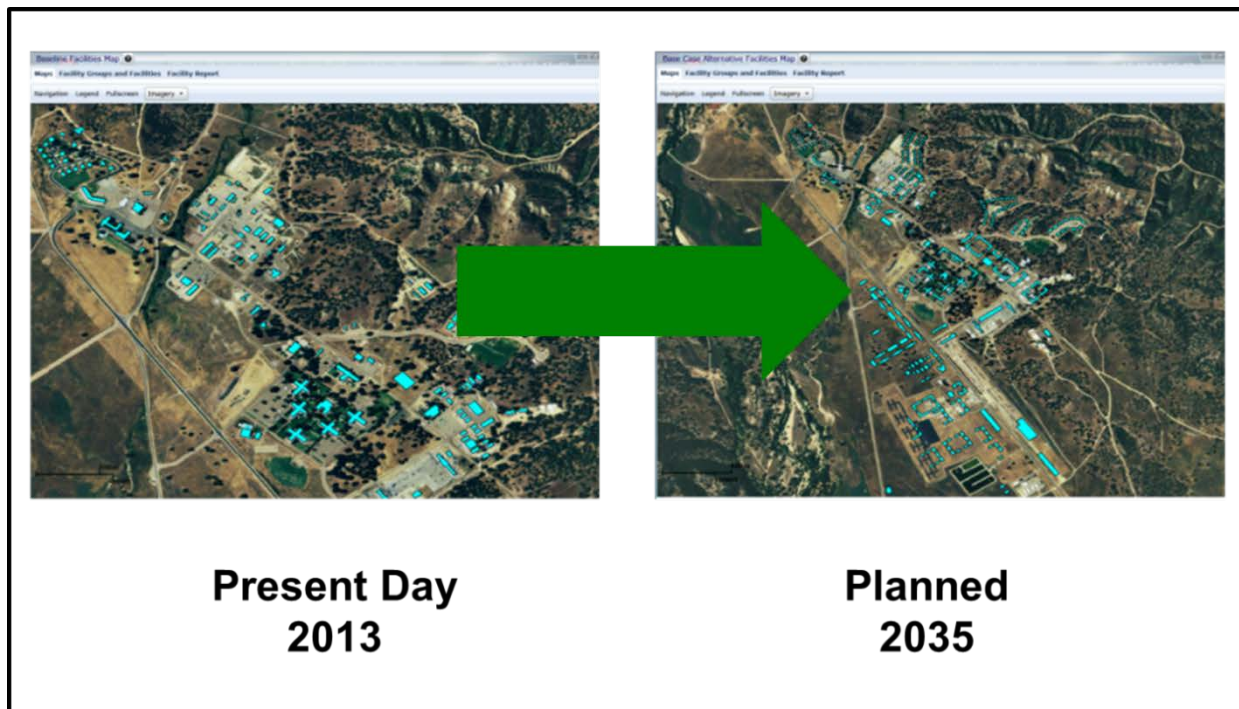 Baseline Facilities Map
Maps Facility Groups and Facilities Facility Report
Navigation Legend Fullscreen Imagery
Base Case Alternative Facilities Map
Maps Facility Groups and Facilities Facility Report
Navigation Legend Fullscreen Imagery
Present Day
2013
Planned
2035